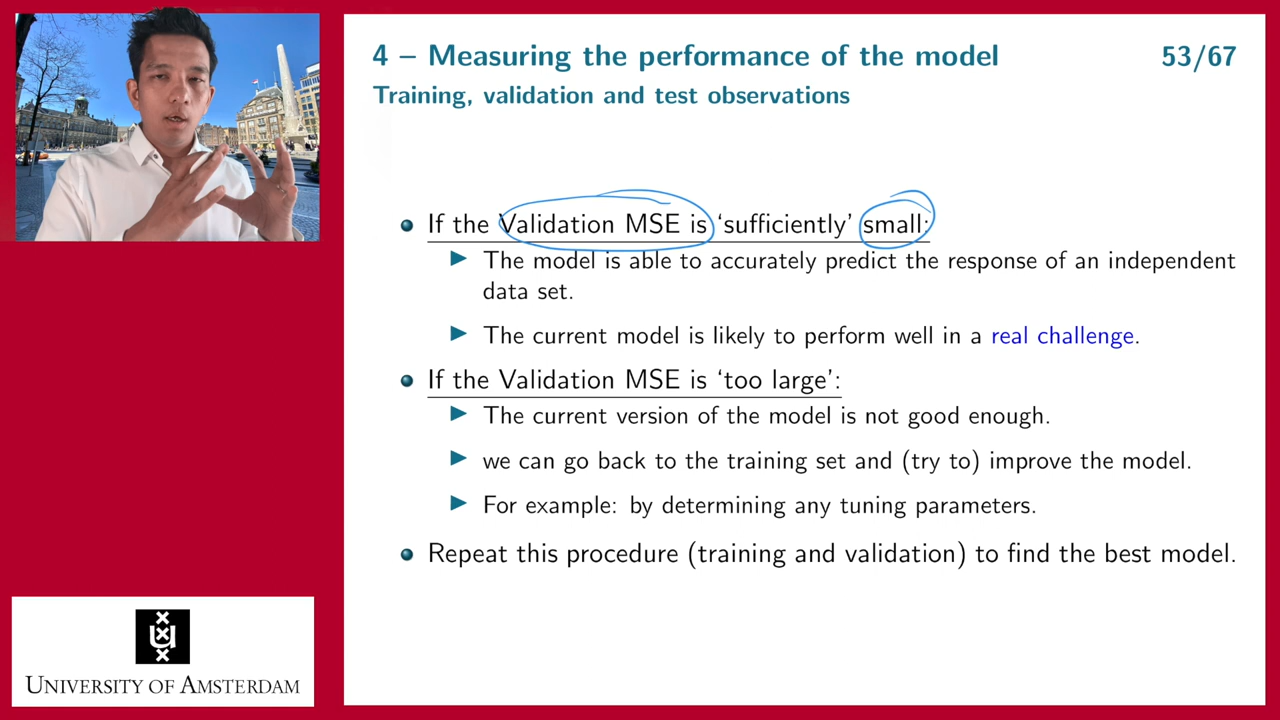 4 – Measuring the performance of the model 53/67
Training, validation and test observations
If the Validation MSE is ‘sufficiently’ small:
The model is able to accurately predict the response of an independent
data set.
The current model is likely to perform well in a real challenge.
If the Validation MSE is ‘too large’:
The current version of the model is not good enough.
we can go back to the training set and (try to) improve the model.
For example: by determining any tuning parameters.
Repeat this procedure (training and validation) to find the best model.
UNIVERSITY OF AMSTERDAM